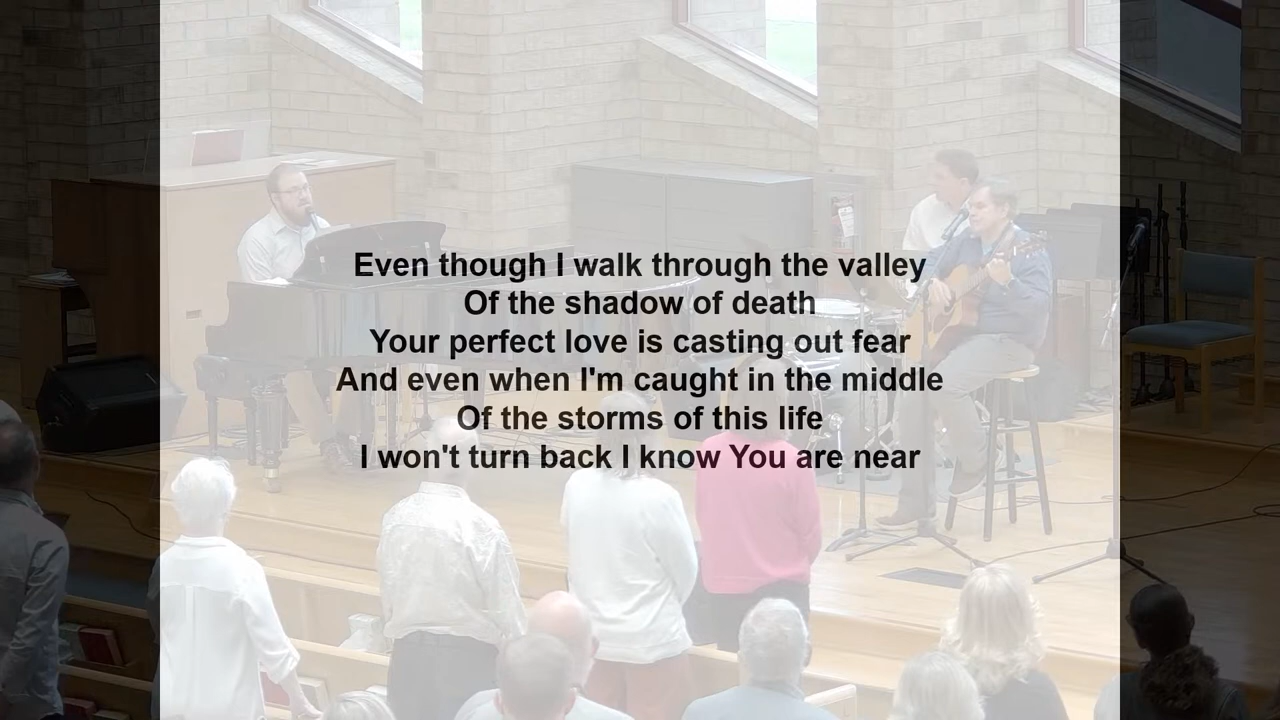 Even though I walk through the valley
Of the shadow of death
Your perfect love is casting out fear
And even when I'm caught in the middle
Of the storms of this life
I won't turn back I know You are near